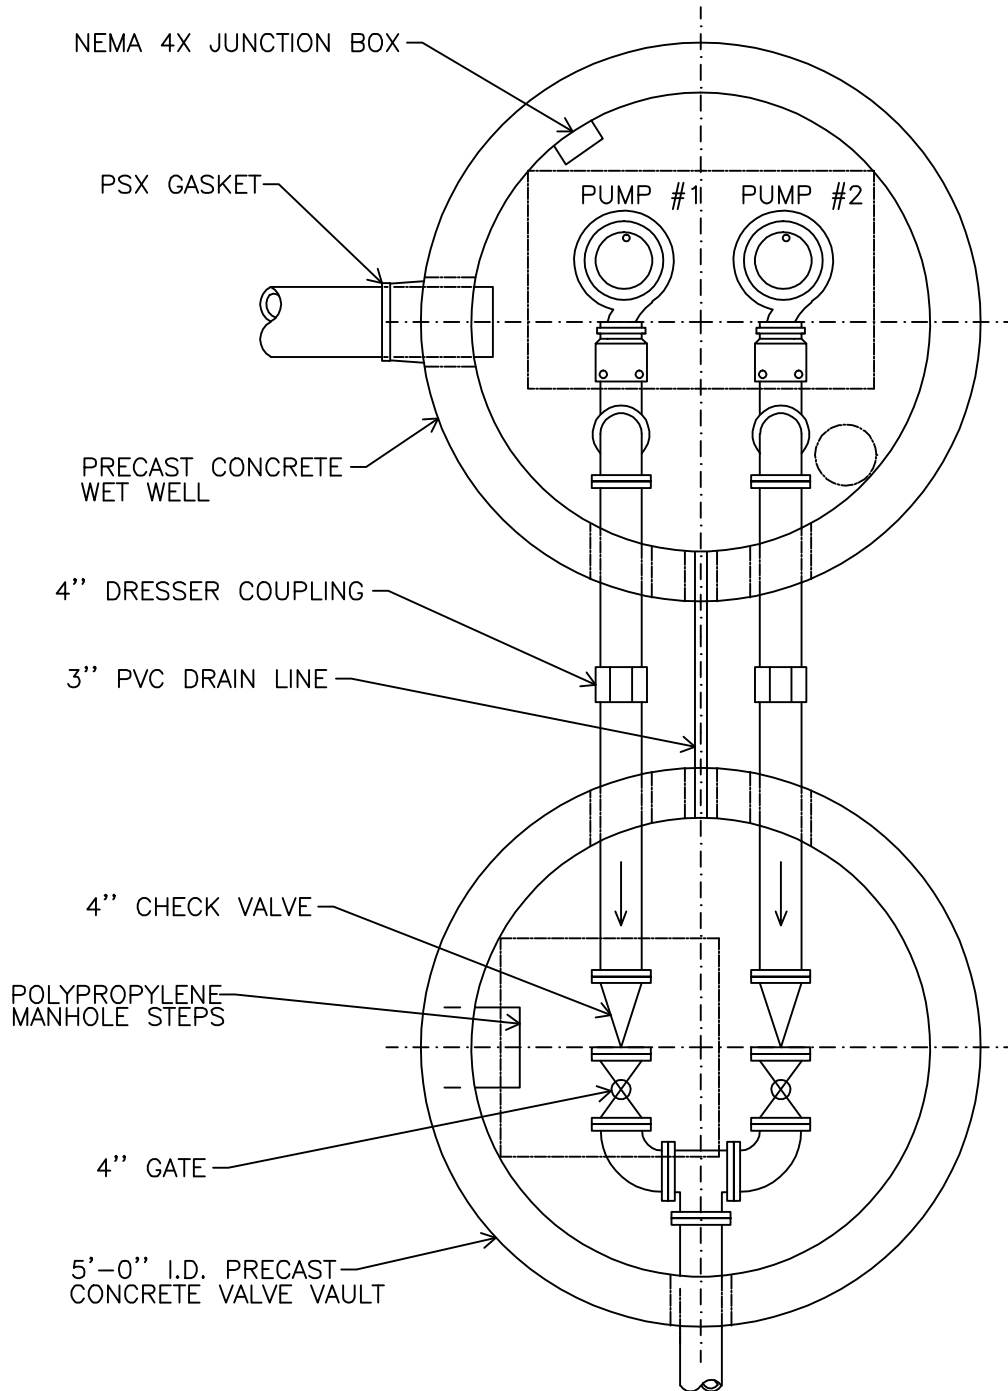 NEMA 4X JUNCTION BOX
PSX GASKET
PUMP #1
PUMP #2
PRECAST CONCRETE
WET WELL
4'' DRESSER COUPLING
3'' PVC DRAIN LINE
4'' CHECK VALVE
POLYPROPYLENE
MANHOLE STEPS
4'' GATE
5'-0'' I.D. PRECAST
CONCRETE VALVE VAULT